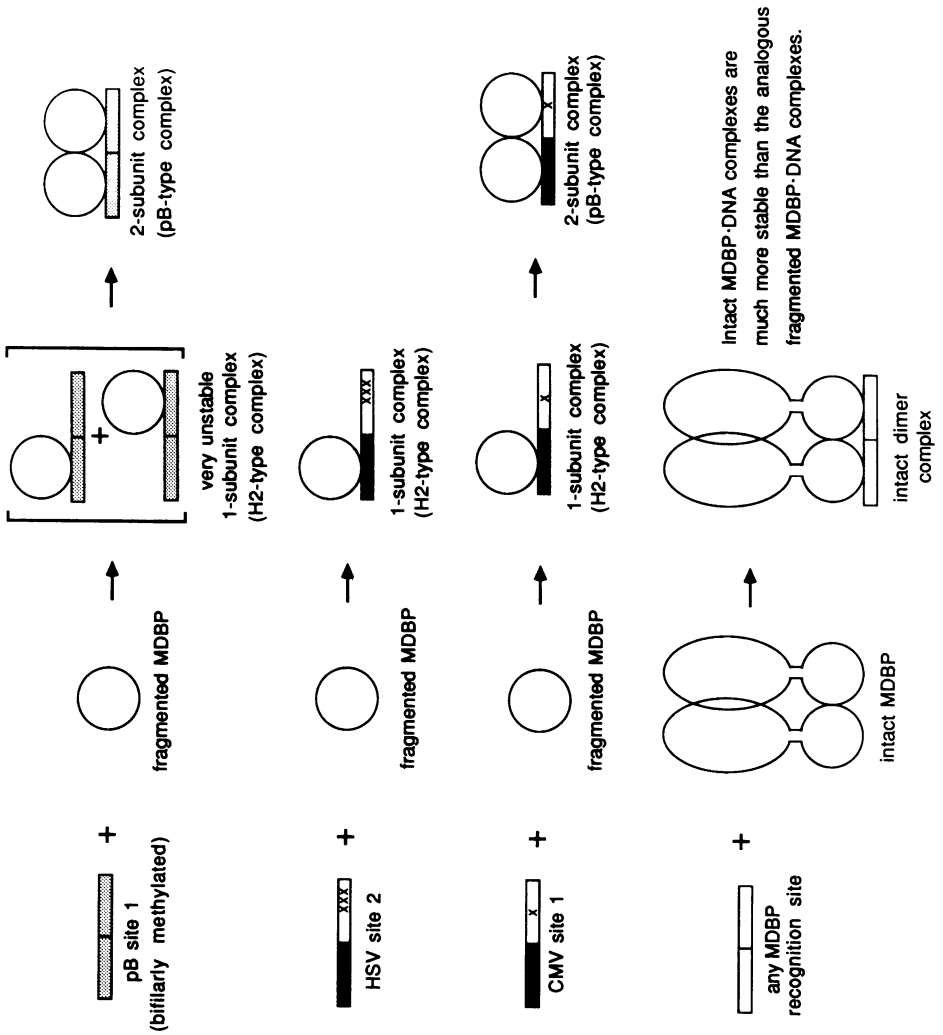 pB site 1
(bifilarly methylated)
+
fragmented MDBP
+
very unstable
1-subunit complex
(H2-type complex)
2-subunit complex
(pB-type complex)
xxx
HSV site 2
+
fragmented MDBP
xxx
1-subunit complex
(H2-type complex)
x
CMV site 1
+
fragmented MDBP
x
1-subunit complex
(H2-type complex)
x
2-subunit complex
(pB-type complex)
any MDBP
recognition site
+
intact MDBP
intact dimer
complex
Intact MDBP·DNA complexes are
much more stable than the analogous
fragmented MDBP·DNA complexes.